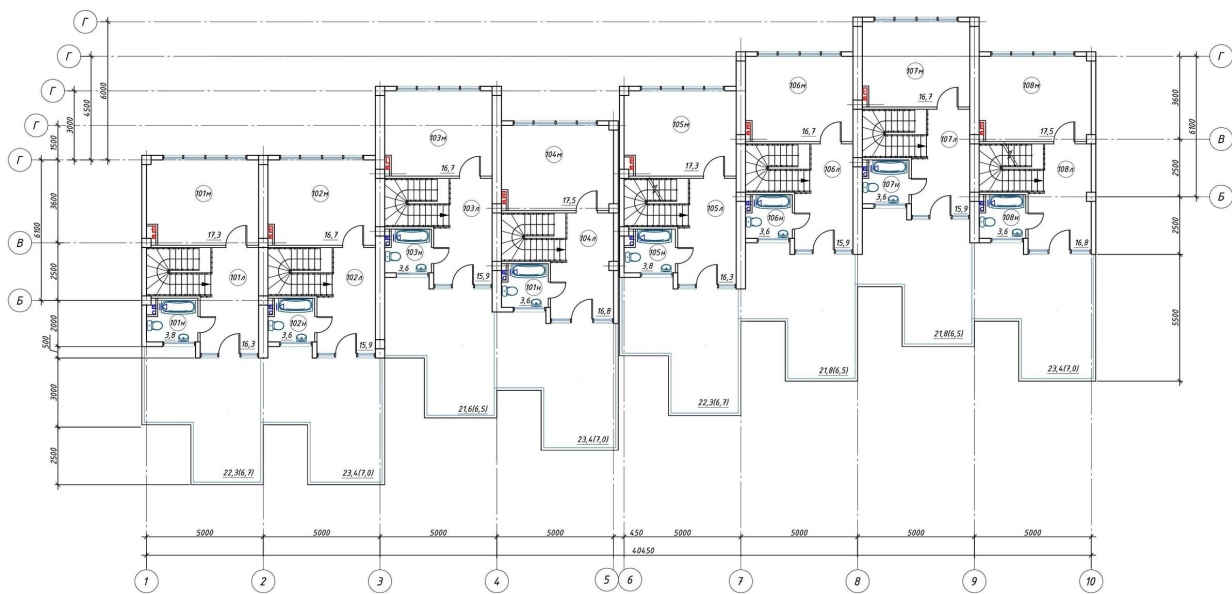 Г
Г
Г
Г
Г
В
Б
6000
4500
3000
1500
3600
6100
2500
2000
500
3000
2500
Г
В
Б
3600
6100
2500
2500
5500
107м
16,7
106м
16,7
108м
17,5
103м
16,7
105м
17,3
104м
17,5
101м
17,3
102м
16,7
107л
107н
3,6
15,9
106л
106н
3,6
15,9
108л
108н
3,6
16,8
103л
103н
3,6
15,9
105л
105н
3,8
16,3
104л
101н
3,6
16,8
101л
101н
3,8
16,3
102л
102н
3,6
15,9
21,8(6,5)
21,8(6,5)
23,4(7,0)
21,6(6,5)
22,3(6,7)
23,4(7,0)
22,3(6,7)
23,4(7,0)
5000 5000 5000 5000 450 5000 5000 5000 5000
40450
1 2 3 4 5 6 7 8 9 10